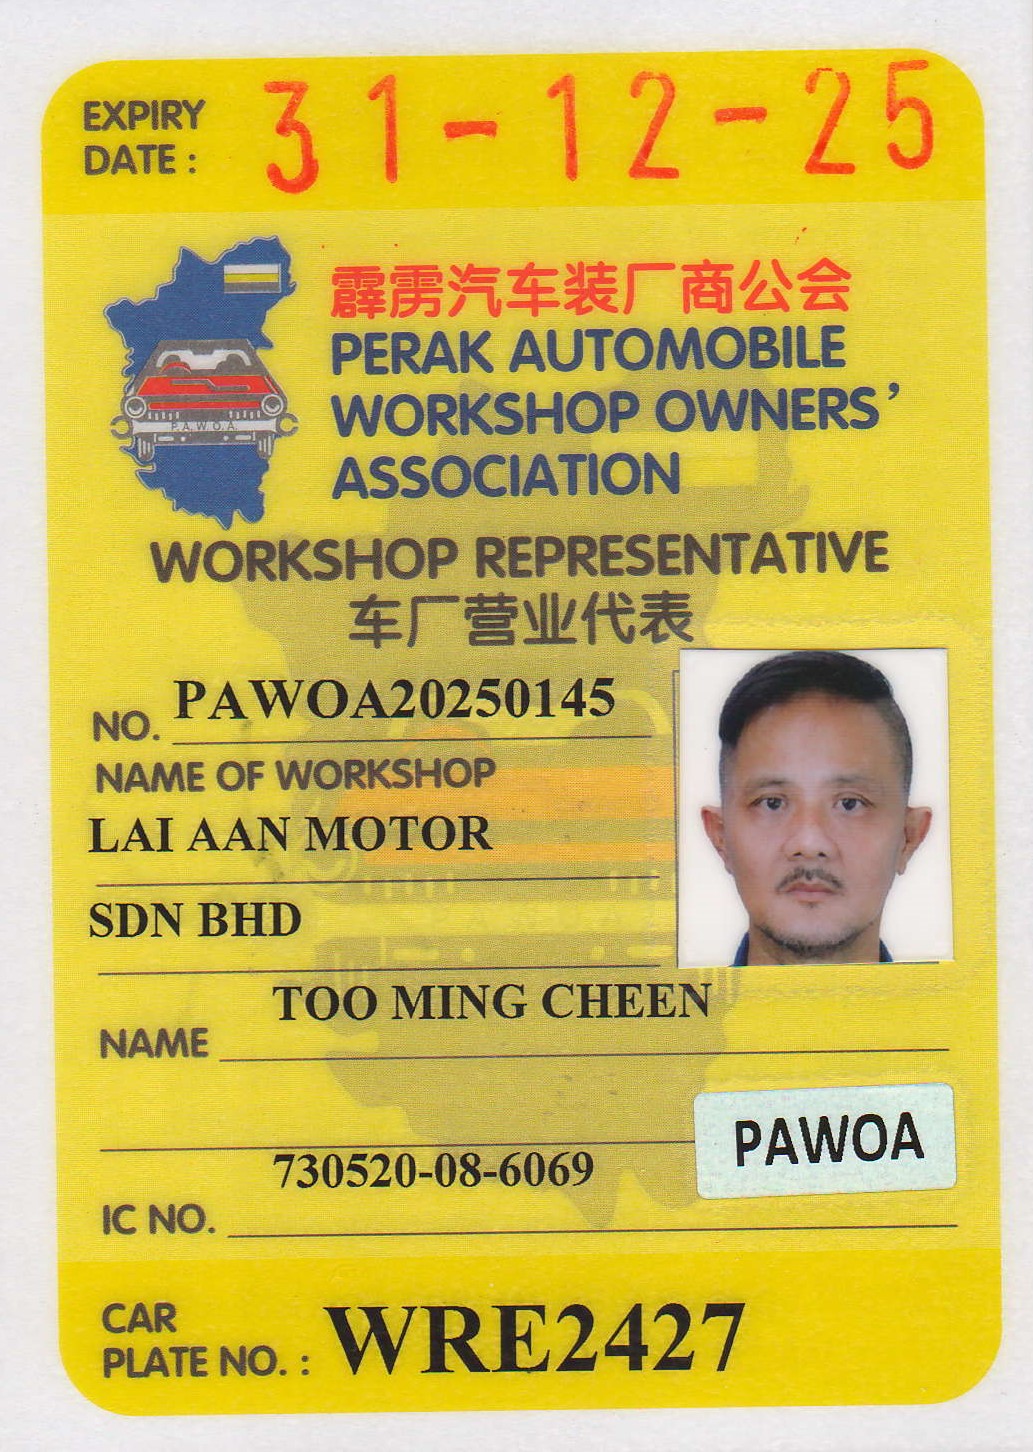 EXPIRY
DATE : 31-12-25
霹雳汽车装厂商公会
PERAK AUTOMOBILE
WORKSHOP OWNERS'
ASSOCIATION
P.A.W.O.A.
WORKSHOP REPRESENTATIVE
车厂营业代表
NO. PAWOA20250145
NAME OF WORKSHOP
LAI AAN MOTOR
SDN BHD
NAME TOO MING CHEEN
PAWOA
IC NO. 730520-08-6069
CAR
PLATE NO. : WRE2427